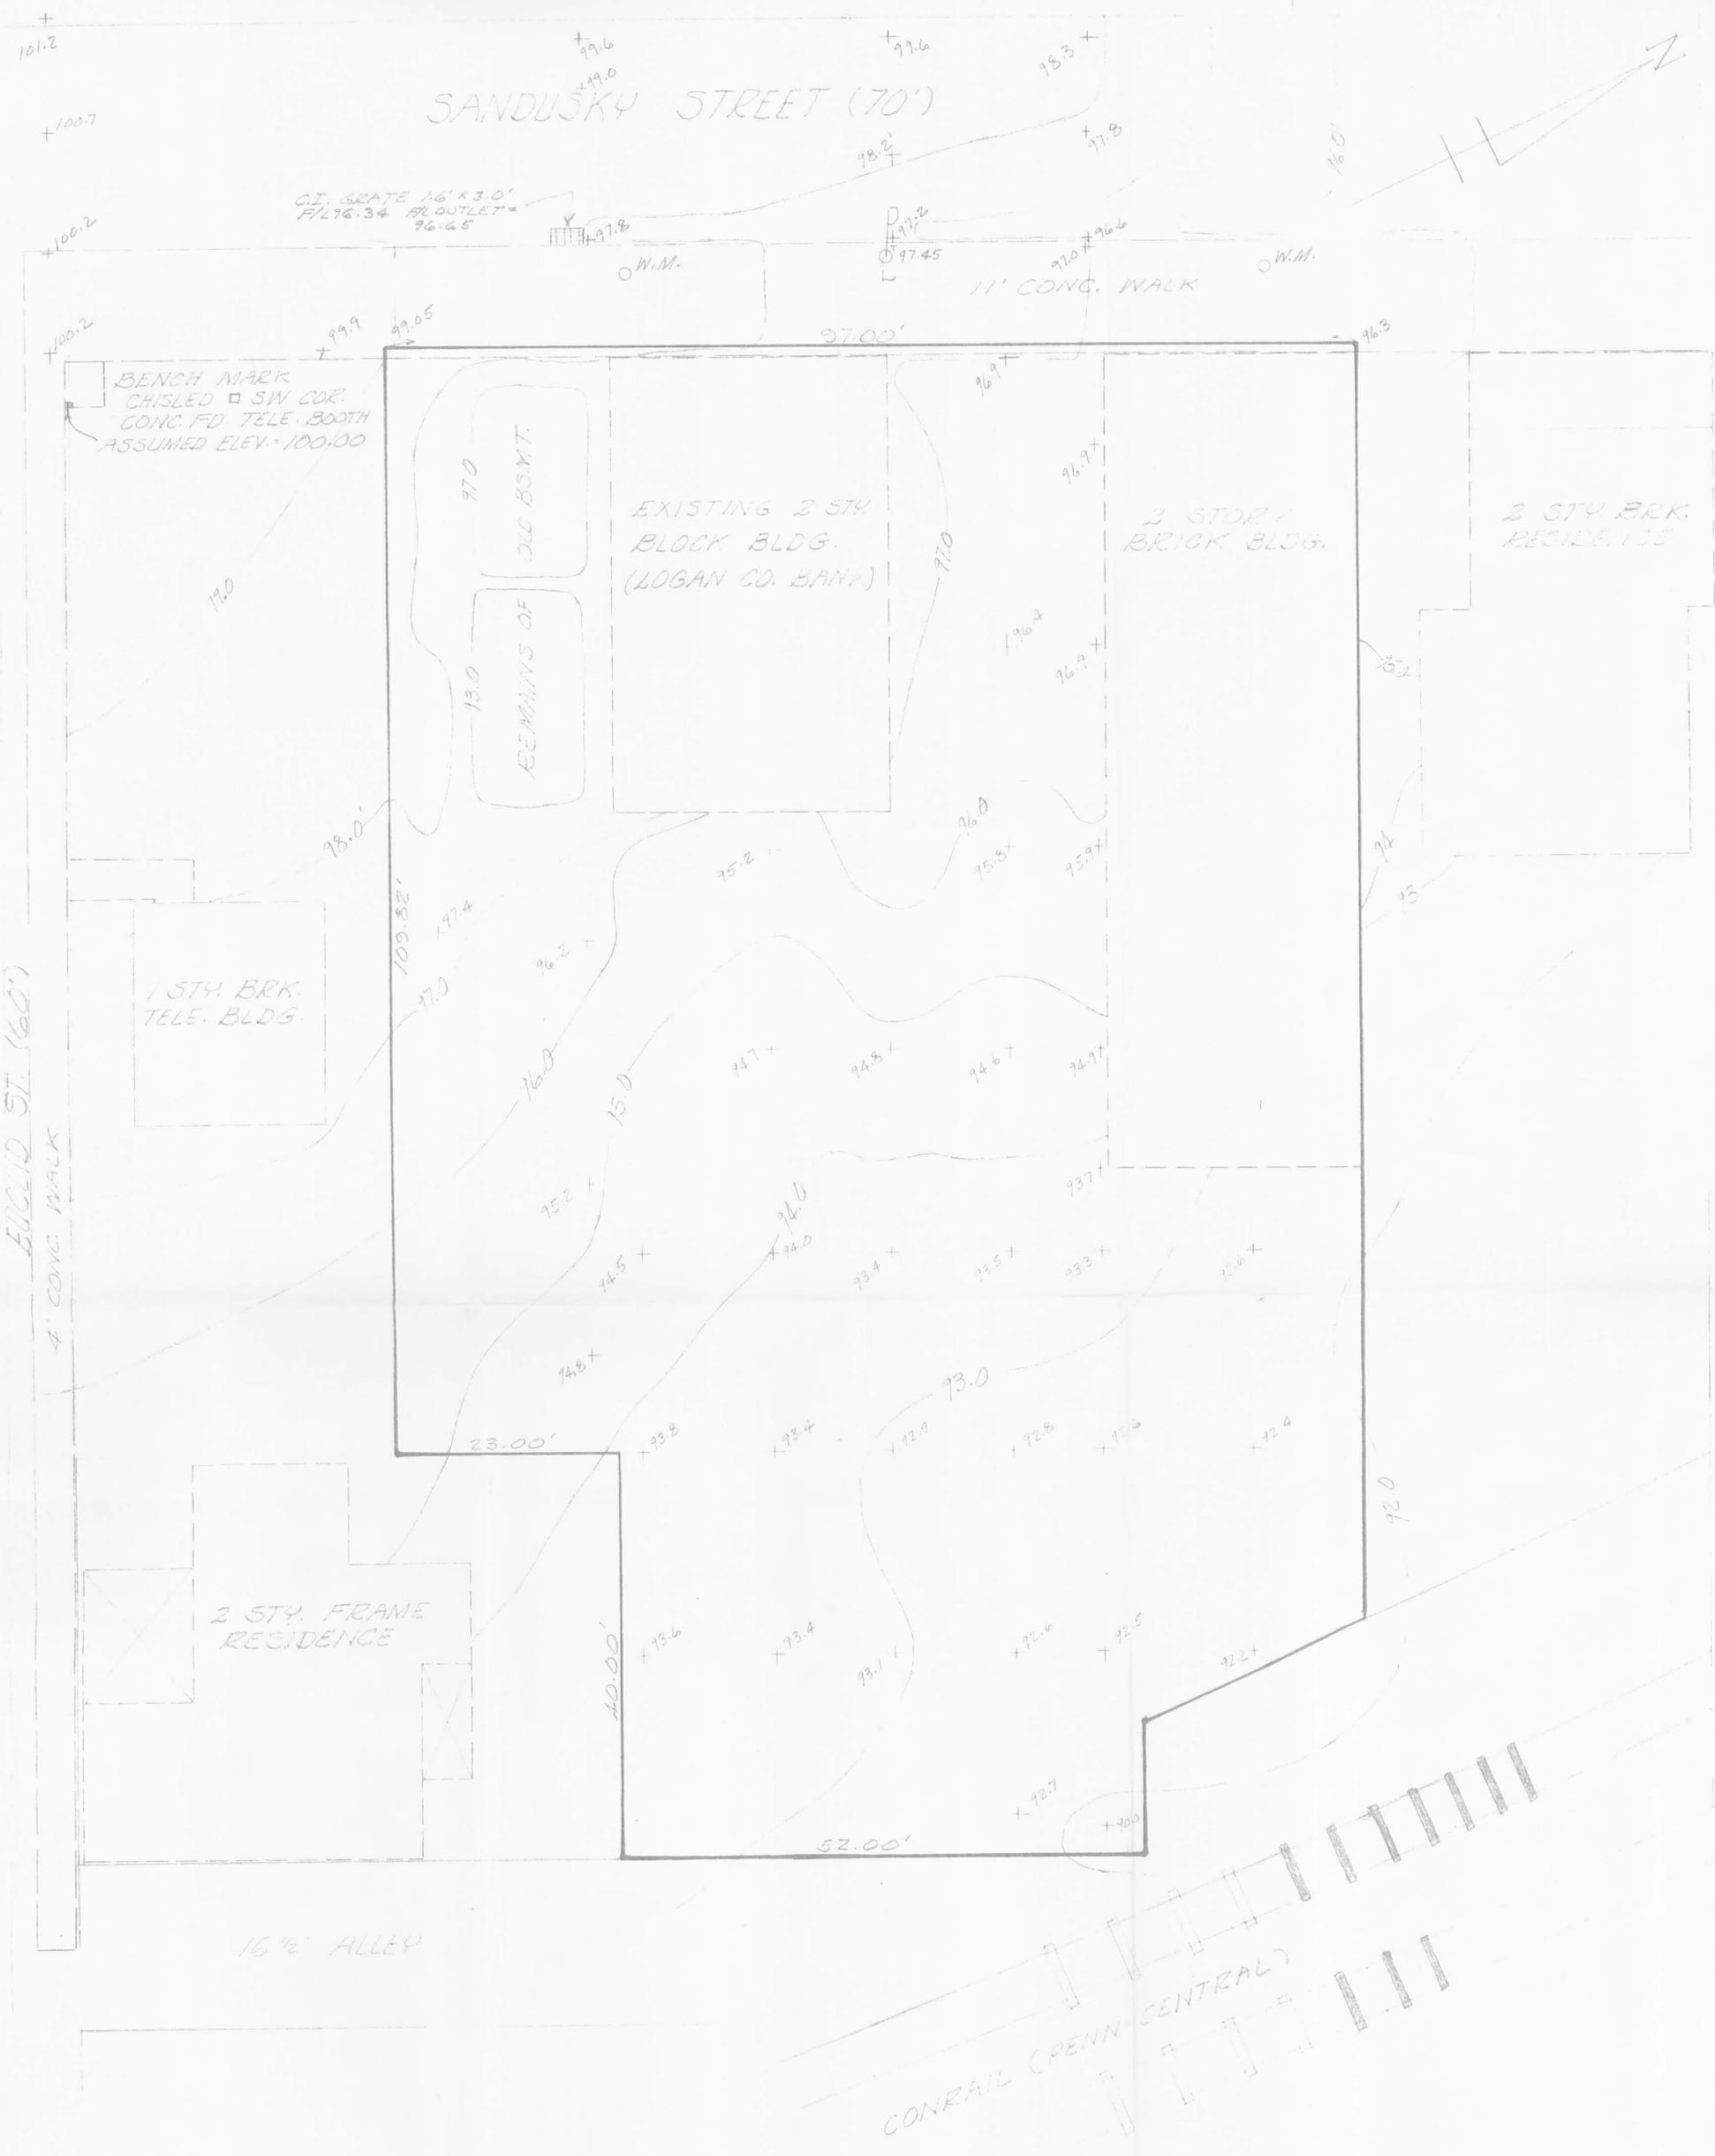 101.2
99.6
99.6
98.3
99.0
SANDUSKY STREET (70')
100.7
98.2
97.8
16.0'
C.I. GRATE 1.6' X 3.0'
F/L 96.34 F/L OUTLET =
96.65
100.2
97.8
97.2
96.6
97.45
97.0
W.M.
W.M.
11' CONC. WALK
100.2
99.9
99.05
97.00'
96.3
BENCH MARK
CHISLED □ SW COR.
CONC. FD. TELE. BOOTH
ASSUMED ELEV. = 100.00
96.9
97.0
REMAINS OF OLD BSMT.
96.9
EXISTING 2 STY.
BLOCK BLDG.
(LOGAN CO. BANK)
97.0
2 STORY
BRICK BLDG.
2 STY. BRK.
RESIDENCE
93.0
96.4
96.9
98.0'
96.0
95.2
95.8
95.9
94
93
109.82'
97.4
96.2
97.0
1 STY. BRK.
TELE. BLDG.
94.7
94.8
94.6
94.9
EUCLID ST. (60')
4' CONC. WALK
95.2
94.0
93.7
94.5
94.0
93.4
93.5
93.3
92.6
94.8
93.0
23.00'
93.8
93.4
92.9
92.8
92.6
92.4
92.0
2 STY. FRAME
RESIDENCE
40.00'
93.6
93.4
93.1
92.6
92.5
92.2
92.7
90.0
52.00'
16 ½' ALLEY
CONRAIL (PENN CENTRAL)